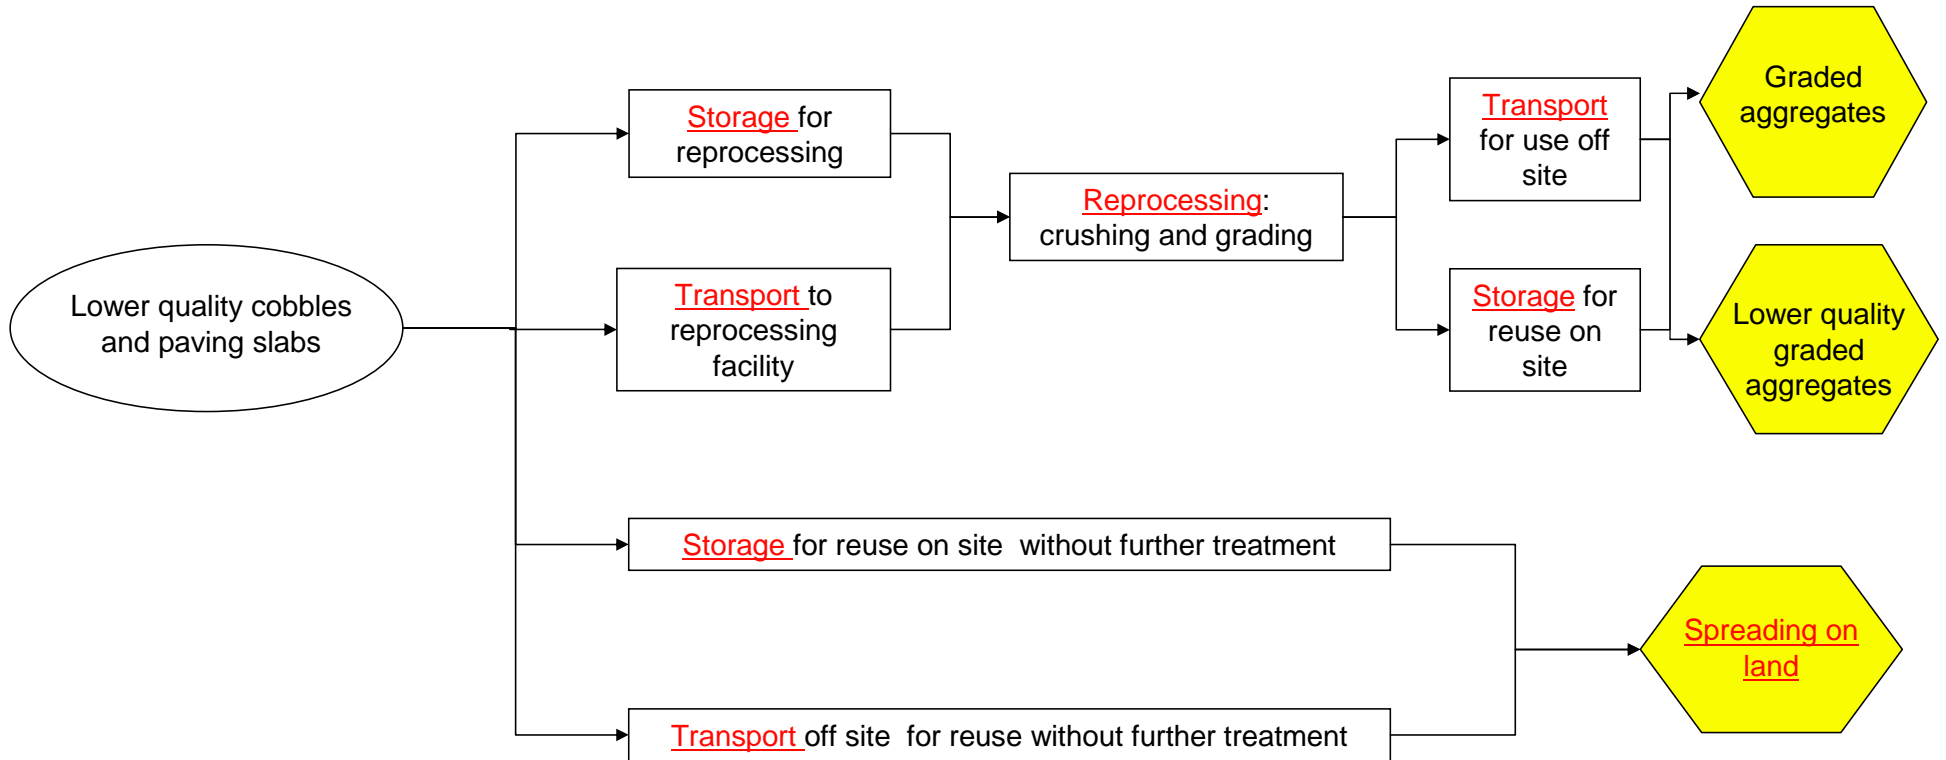 Lower quality cobbles
and paving slabs
Storage for
reprocessing
Transport to
reprocessing
facility
Reprocessing:
crushing and grading
Transport
for use off
site
Storage for
reuse on
site
Graded
aggregates
Lower quality
graded
aggregates
Storage for reuse on site  without further treatment
Transport off site  for reuse without further treatment
Spreading on
land